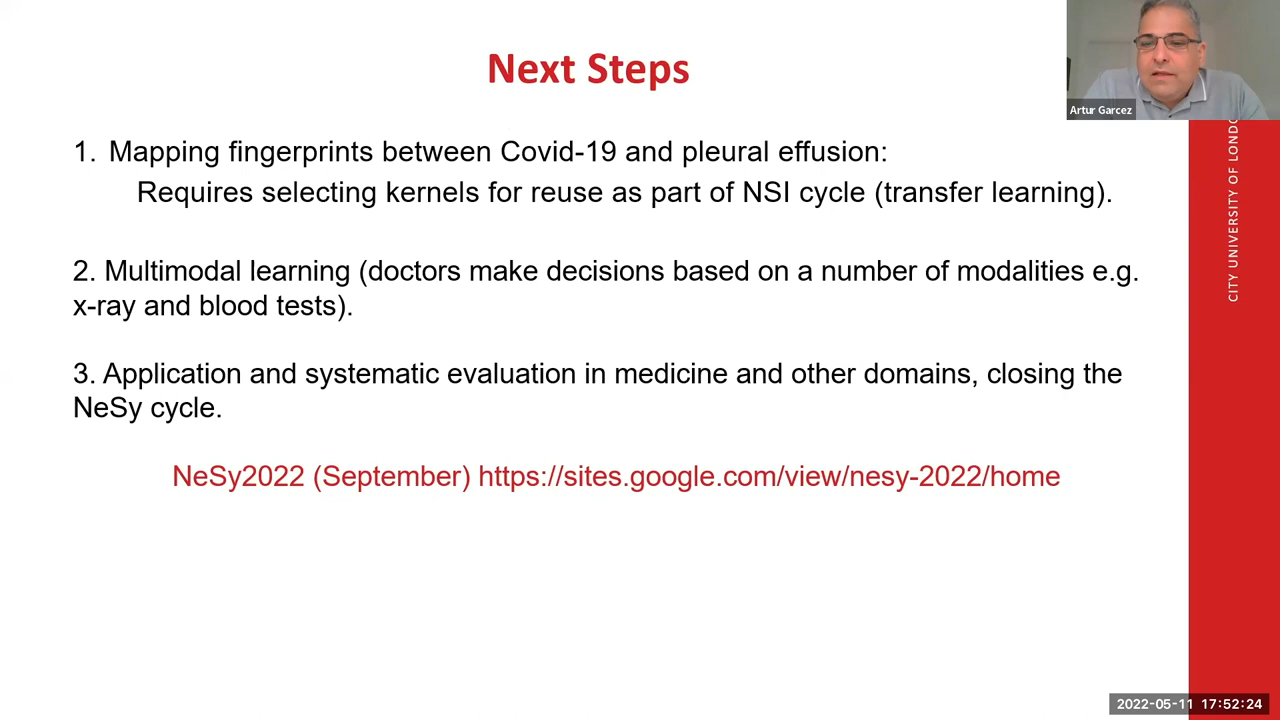 Next Steps
Artur Garcez
1. Mapping fingerprints between Covid-19 and pleural effusion:
Requires selecting kernels for reuse as part of NSI cycle (transfer learning).
2. Multimodal learning (doctors make decisions based on a number of modalities e.g.
x-ray and blood tests).
3. Application and systematic evaluation in medicine and other domains, closing the
NeSy cycle.
NeSy2022 (September) https://sites.google.com/view/nesy-2022/home
CITY UNIVERSITY OF LONDO
2022-05-11 17:52:24